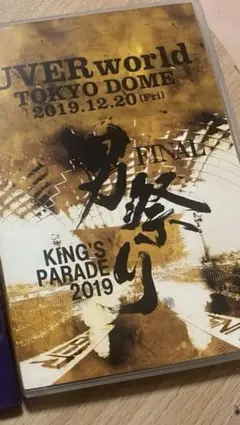 UVERworld
TOKYO DOME
2019.12.20(Fri)
FINAL
男祭り
KING'S
PARADE
2019